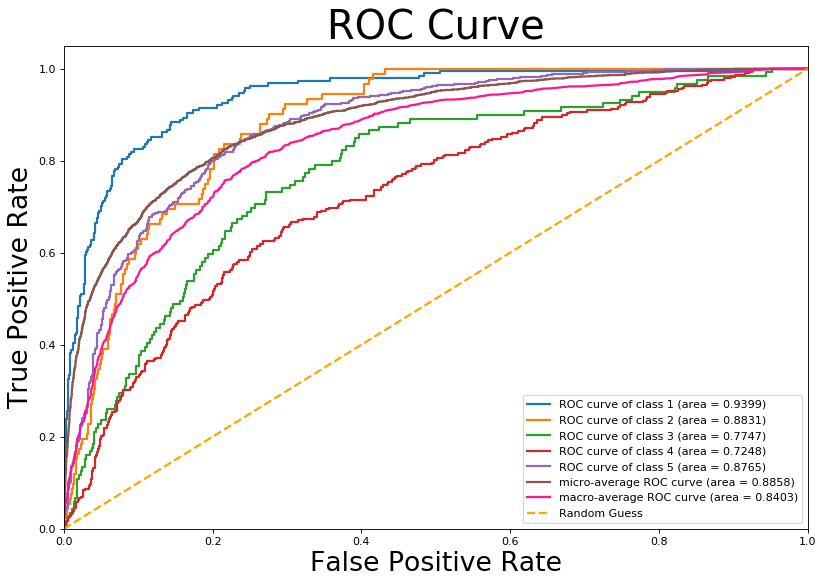 ROC Curve
True Positive Rate
1.0
0.8
0.6
0.4
0.2
0.0
ROC curve of class 1 (area = 0.9399)
ROC curve of class 2 (area = 0.8831)
ROC curve of class 3 (area = 0.7747)
ROC curve of class 4 (area = 0.7248)
ROC curve of class 5 (area = 0.8765)
micro-average ROC curve (area = 0.8858)
macro-average ROC curve (area = 0.8403)
Random Guess
0.0 0.2 0.4 0.6 0.8 1.0
False Positive Rate